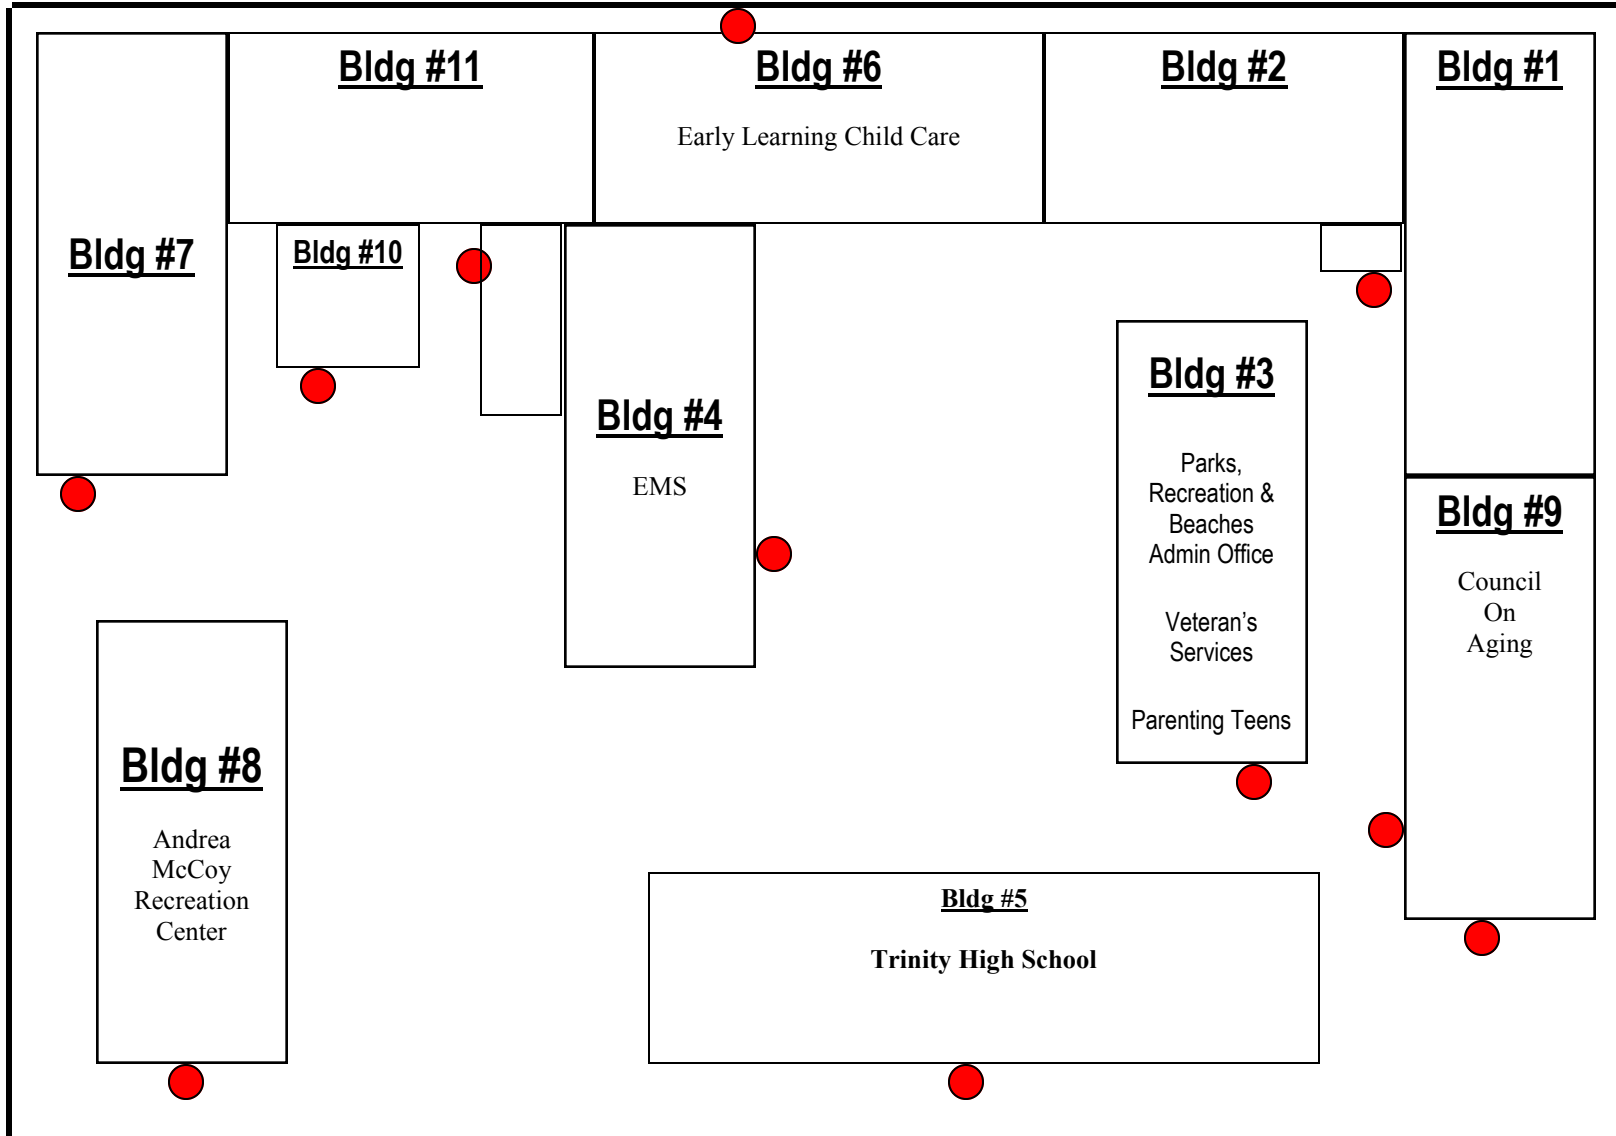 Bldg #11
Bldg #6
Early Learning Child Care
Bldg #2
Bldg #1
Bldg #7
Bldg #10
Bldg #4
EMS
Bldg #3
Parks,
Recreation &
Beaches
Admin Office
Veteran’s
Services
Parenting Teens
Bldg #9
Council
On
Aging
Bldg #8
Andrea
McCoy
Recreation
Center
Bldg #5
Trinity High School